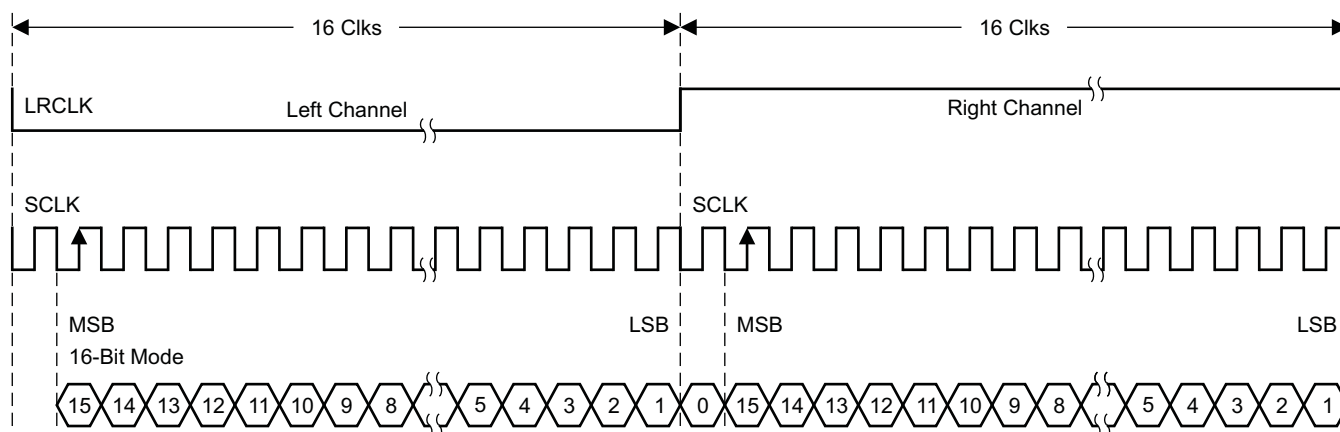 16 Clks 16 Clks
LRCLK Left Channel Right Channel
SCLK SCLK
MSB LSB MSB LSB
16-Bit Mode
15 14 13 12 11 10 9 8 5 4 3 2 1 0 15 14 13 12 11 10 9 8 5 4 3 2 1